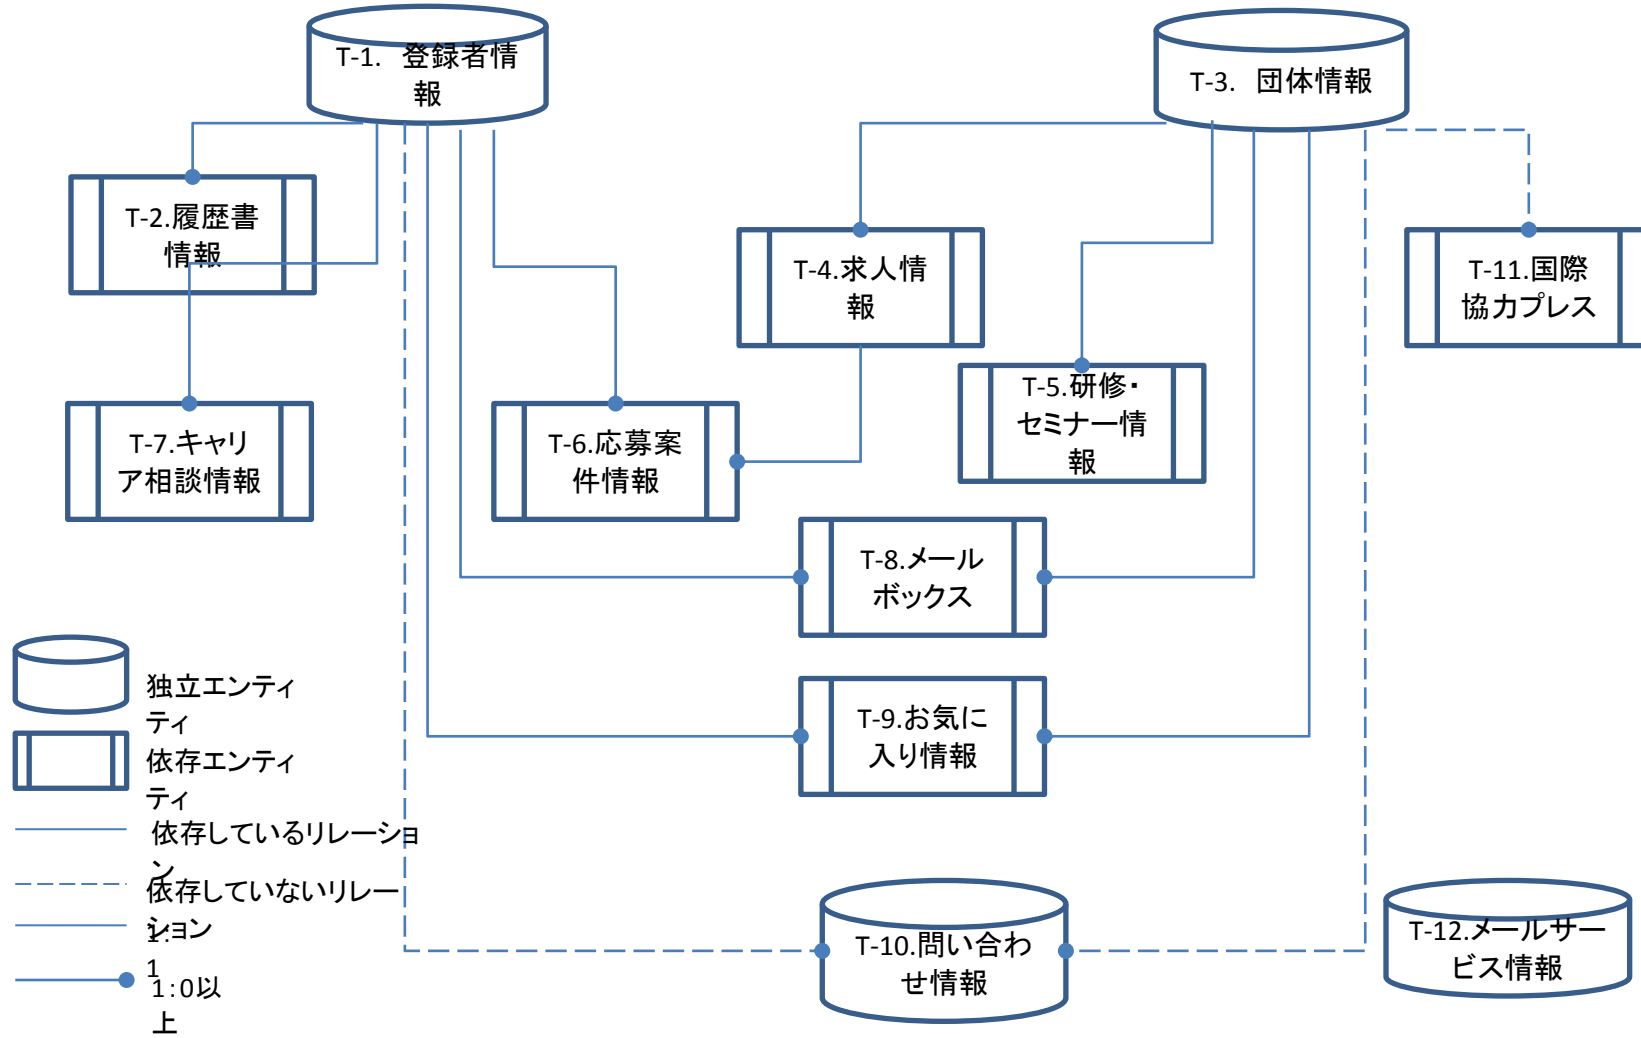 T-1. 登録者情
報
T-3. 団体情報
T-2.履歴書
情報
T-4.求人情
報
T-11.国際
協力プレス
T-5.研修・
セミナー情
報
T-7.キャリ
ア相談情報
T-6.応募案
件情報
T-8.メール
ボックス
T-9.お気に
入り情報
T-10.問い合わ
せ情報
T-12.メールサー
ビス情報
独立エンティ
ティ
依存エンティ
ティ
依存しているリレーショ
ン
依存していないリレー
ション
1:
1
1:0以
上